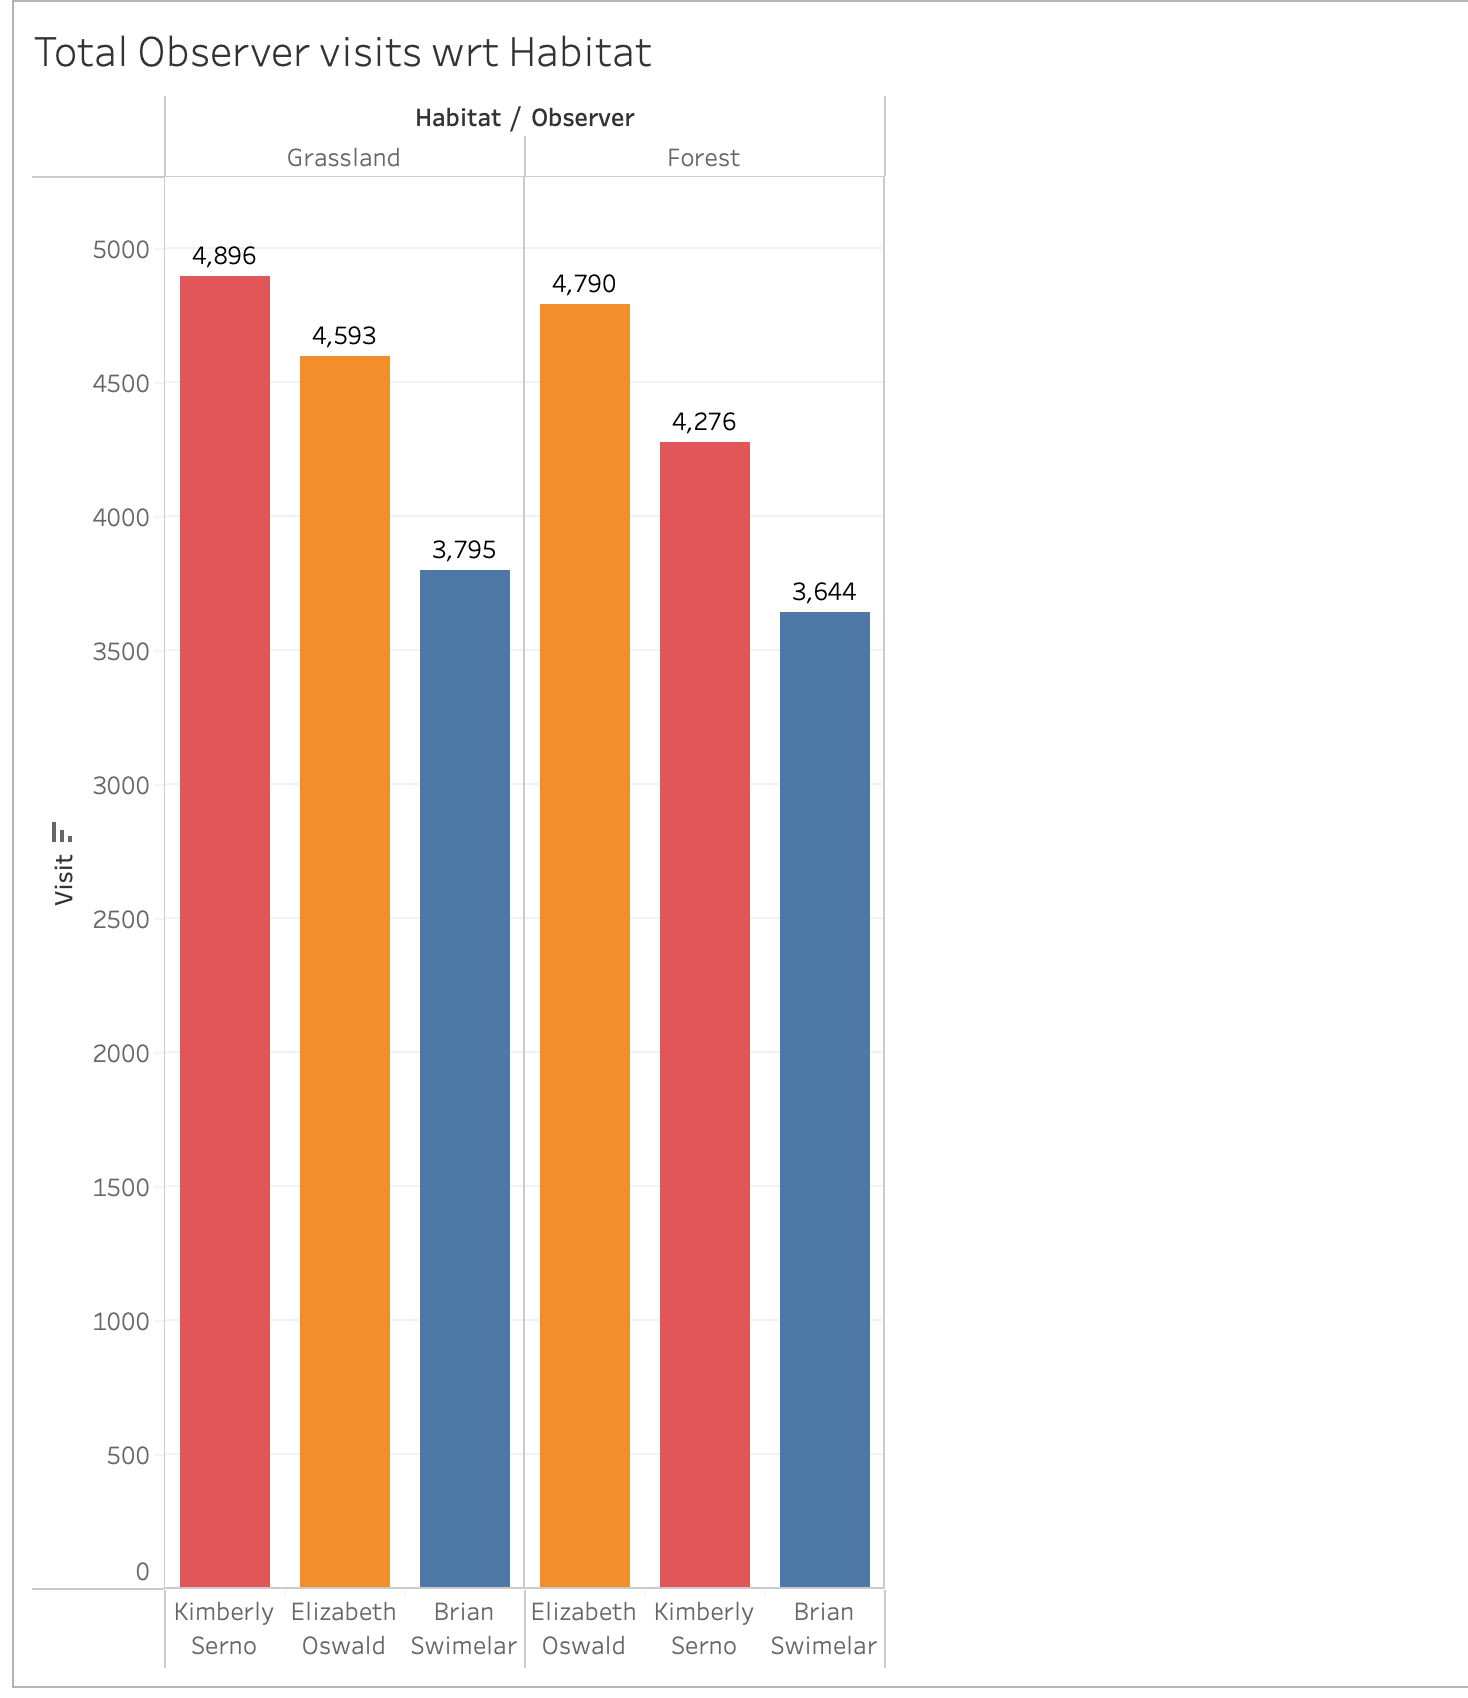 Total Observer visits wrt Habitat
Habitat / Observer
Grassland Forest
5000
4500
4000
3500
3000
2500
2000
1500
1000
500
0
Visit
4,896
4,593
3,795
4,790
4,276
3,644
Kimberly Serno
Elizabeth Oswald
Brian Swimelar
Elizabeth Oswald
Kimberly Serno
Brian Swimelar